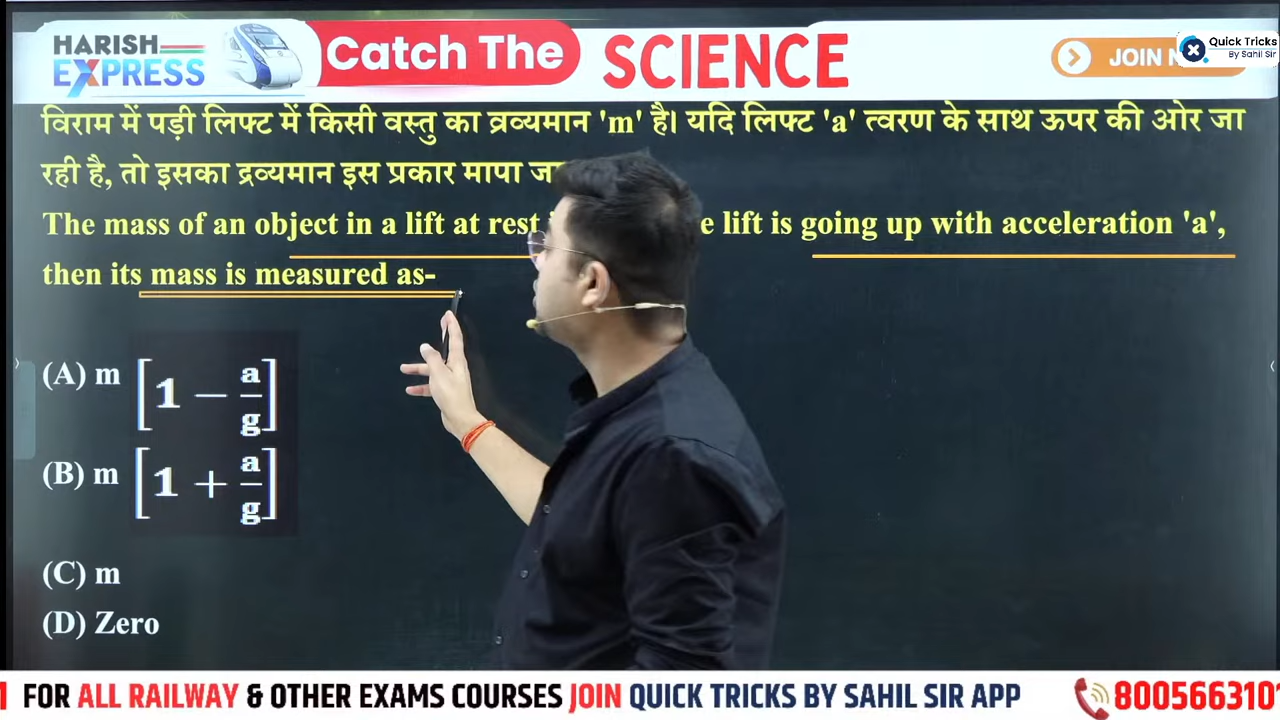 HARISH
EXPRESS
Catch The
SCIENCE
JOIN
Quick Tricks
By Sahil Sir
विराम में पड़ी लिफ्ट में किसी वस्तु का व्रव्यमान 'm' है। यदि लिफ्ट 'a' त्वरण के साथ ऊपर की ओर जा
रही है, तो इसका द्रव्यमान इस प्रकार मापा
The mass of an object in a lift at rest lift is going up with acceleration 'a',
then its mass is measured as-
(A) m [1 − a/g]
(B) m [1 + a/g]
(C) m
(D) Zero
FOR ALL RAILWAY & OTHER EXAMS COURSES JOIN QUICK TRICKS BY SAHIL SIR APP
800566310